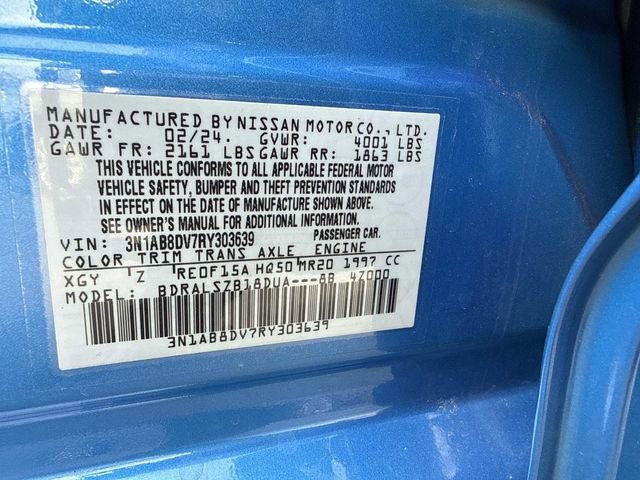 MANUFACTURED BY NISSAN MOTOR CO., LTD.
DATE: 02/24. GVWR: 4001 LBS
GAWR FR: 2161 LBS GAWR RR: 1863 LBS
THIS VEHICLE CONFORMS TO ALL APPLICABLE FEDERAL MOTOR
VEHICLE SAFETY, BUMPER AND THEFT PREVENTION STANDARDS
IN EFFECT ON THE DATE OF MANUFACTURE SHOWN ABOVE.
SEE OWNER'S MANUAL FOR ADDITIONAL INFORMATION.
VIN: 3N1AB8DV7RY303639 PASSENGER CAR.
COLOR TRIM TRANS AXLE ENGINE
XGY 'Z RE0F15A HQ50 MR20 1997 CC
MODEL: BDRALSZB18DUA---8B 4Z000
3N1AB8DV7RY303639